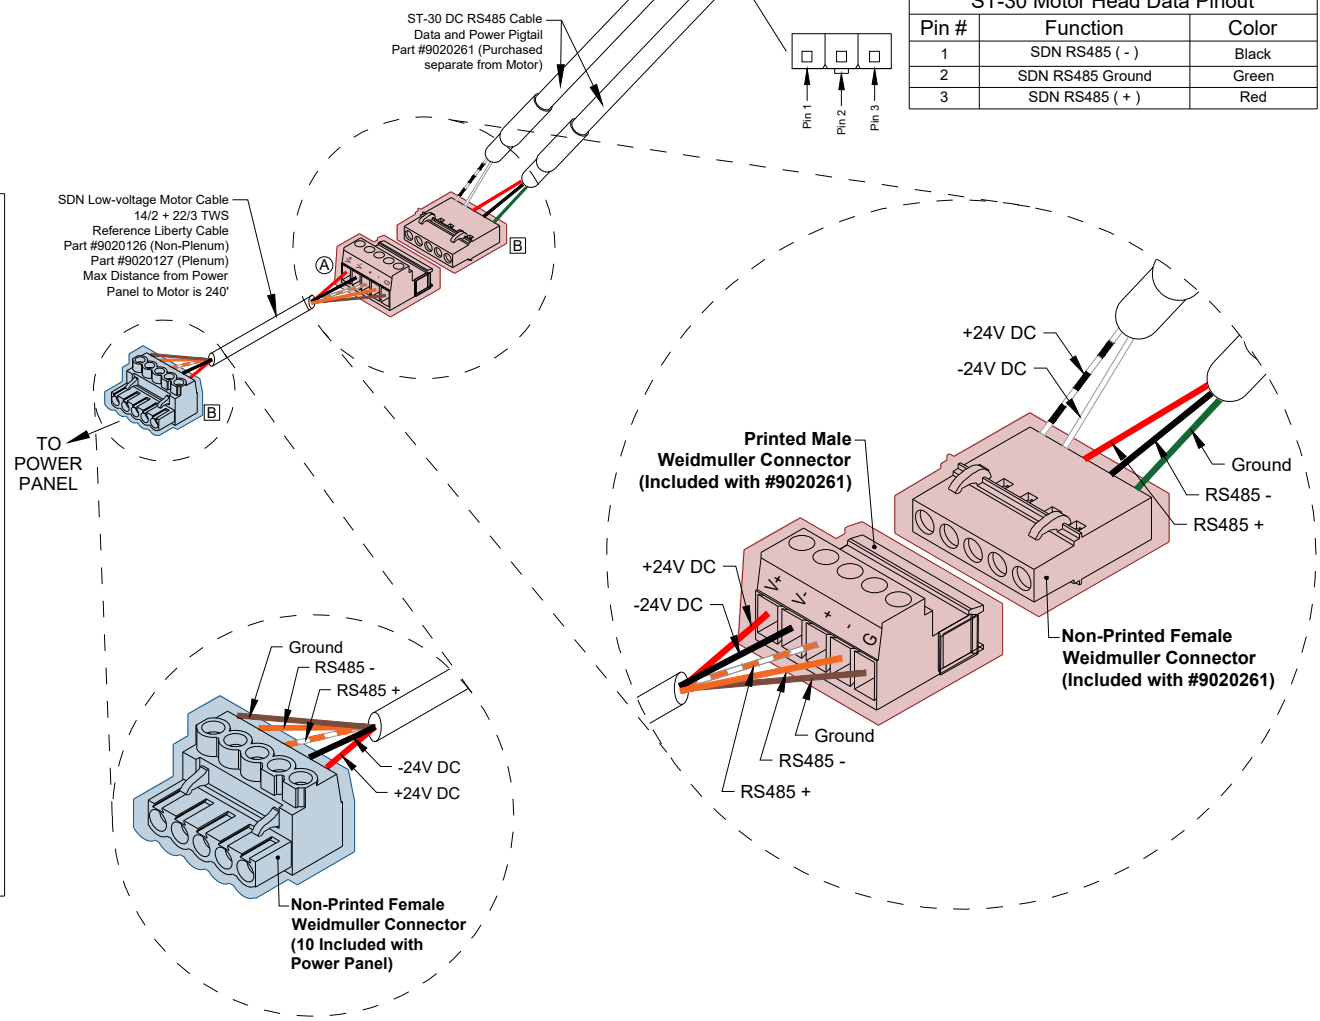 ST-30 DC RS485 Cable
Data and Power Pigtail
Part #9020261 (Purchased
separate from Motor)
Pin 1
Pin 2
Pin 3
ST-30 Motor Head Data Pinout
Pin # Function Color
1 SDN RS485 ( - ) Black
2 SDN RS485 Ground Green
3 SDN RS485 ( + ) Red
SDN Low-voltage Motor Cable
14/2 + 22/3 TWS
Reference Liberty Cable
Part #9020126 (Non-Plenum)
Part #9020127 (Plenum)
Max Distance from Power
Panel to Motor is 240'
A
B
B
TO
POWER
PANEL
+24V DC
-24V DC
Ground
RS485 -
RS485 +
Printed Male
Weidmuller Connector
(Included with #9020261)
+24V DC
-24V DC
V+
V-
+
-
G
Ground
RS485 -
RS485 +
Non-Printed Female
Weidmuller Connector
(Included with #9020261)
Ground
RS485 -
RS485 +
-24V DC
+24V DC
Non-Printed Female
Weidmuller Connector
(10 Included with
Power Panel)